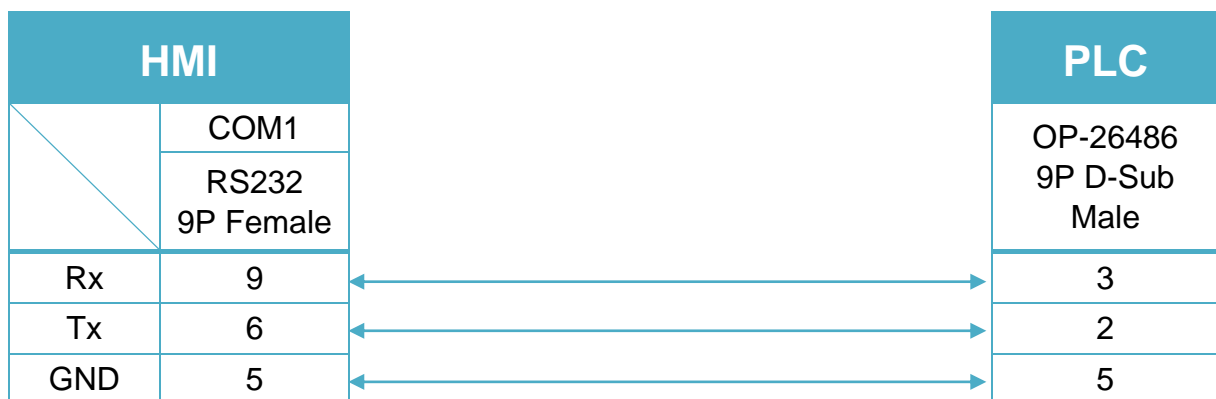 HMI
PLC
COM1
RS232
9P Female
OP-26486
9P D-Sub
Male
Rx 9 3
Tx 6 2
GND 5 5